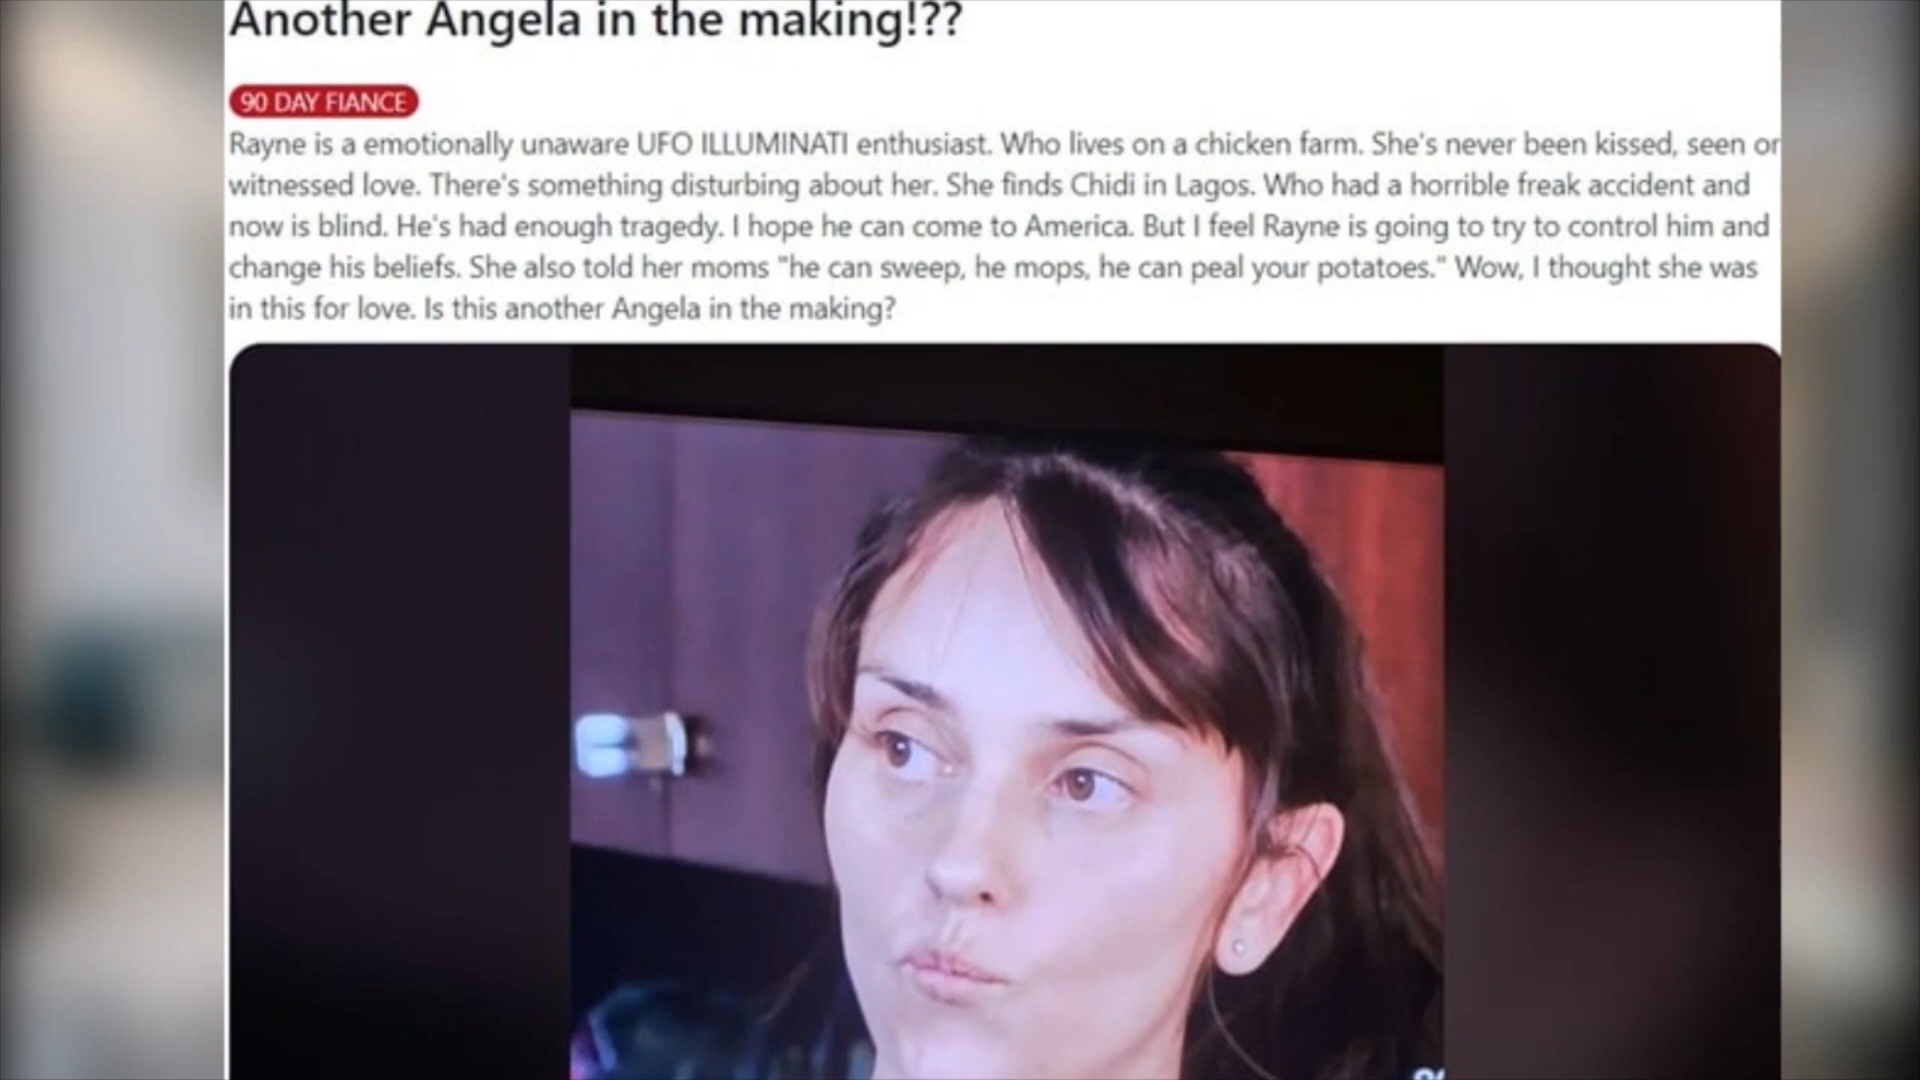 Another Angela in the making!??
90 DAY FIANCE
Rayne is a emotionally unaware UFO ILLUMINATI enthusiast. Who lives on a chicken farm. She's never been kissed, seen or
witnessed love. There's something disturbing about her. She finds Chidi in Lagos. Who had a horrible freak accident and
now is blind. He's had enough tragedy. I hope he can come to America. But I feel Rayne is going to try to control him and
change his beliefs. She also told her moms "he can sweep, he mops, he can peal your potatoes." Wow, I thought she was
in this for love. Is this another Angela in the making?